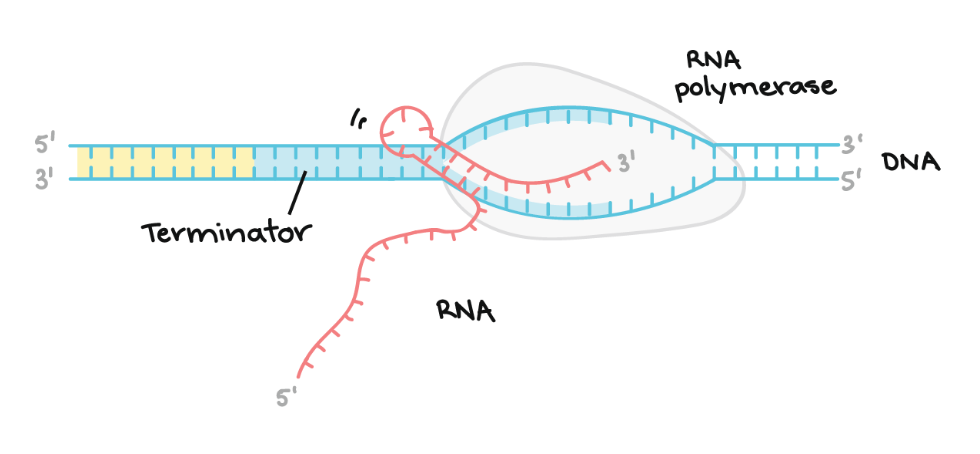 RNA
polymerase
5'
3'
3'
5'
DNA
3'
Terminator
RNA
5'